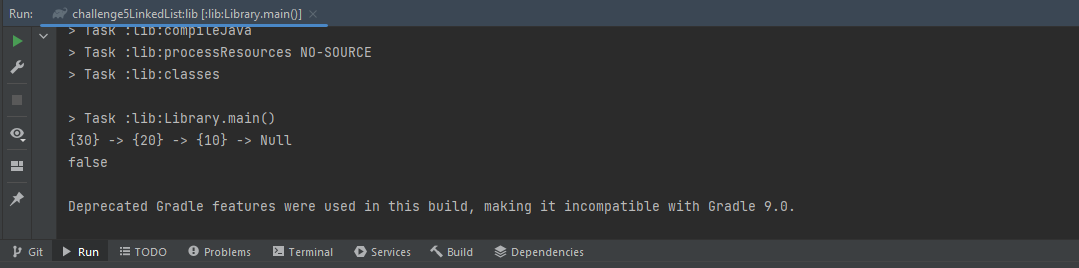 Run: challenge5LinkedList:lib [:lib:Library.main()]
> Task :lib:compileJava
> Task :lib:processResources NO-SOURCE
> Task :lib:classes
> Task :lib:Library.main()
{30} -> {20} -> {10} -> Null
false
Deprecated Gradle features were used in this build, making it incompatible with Gradle 9.0.
Git Run TODO Problems Terminal Services Build Dependencies